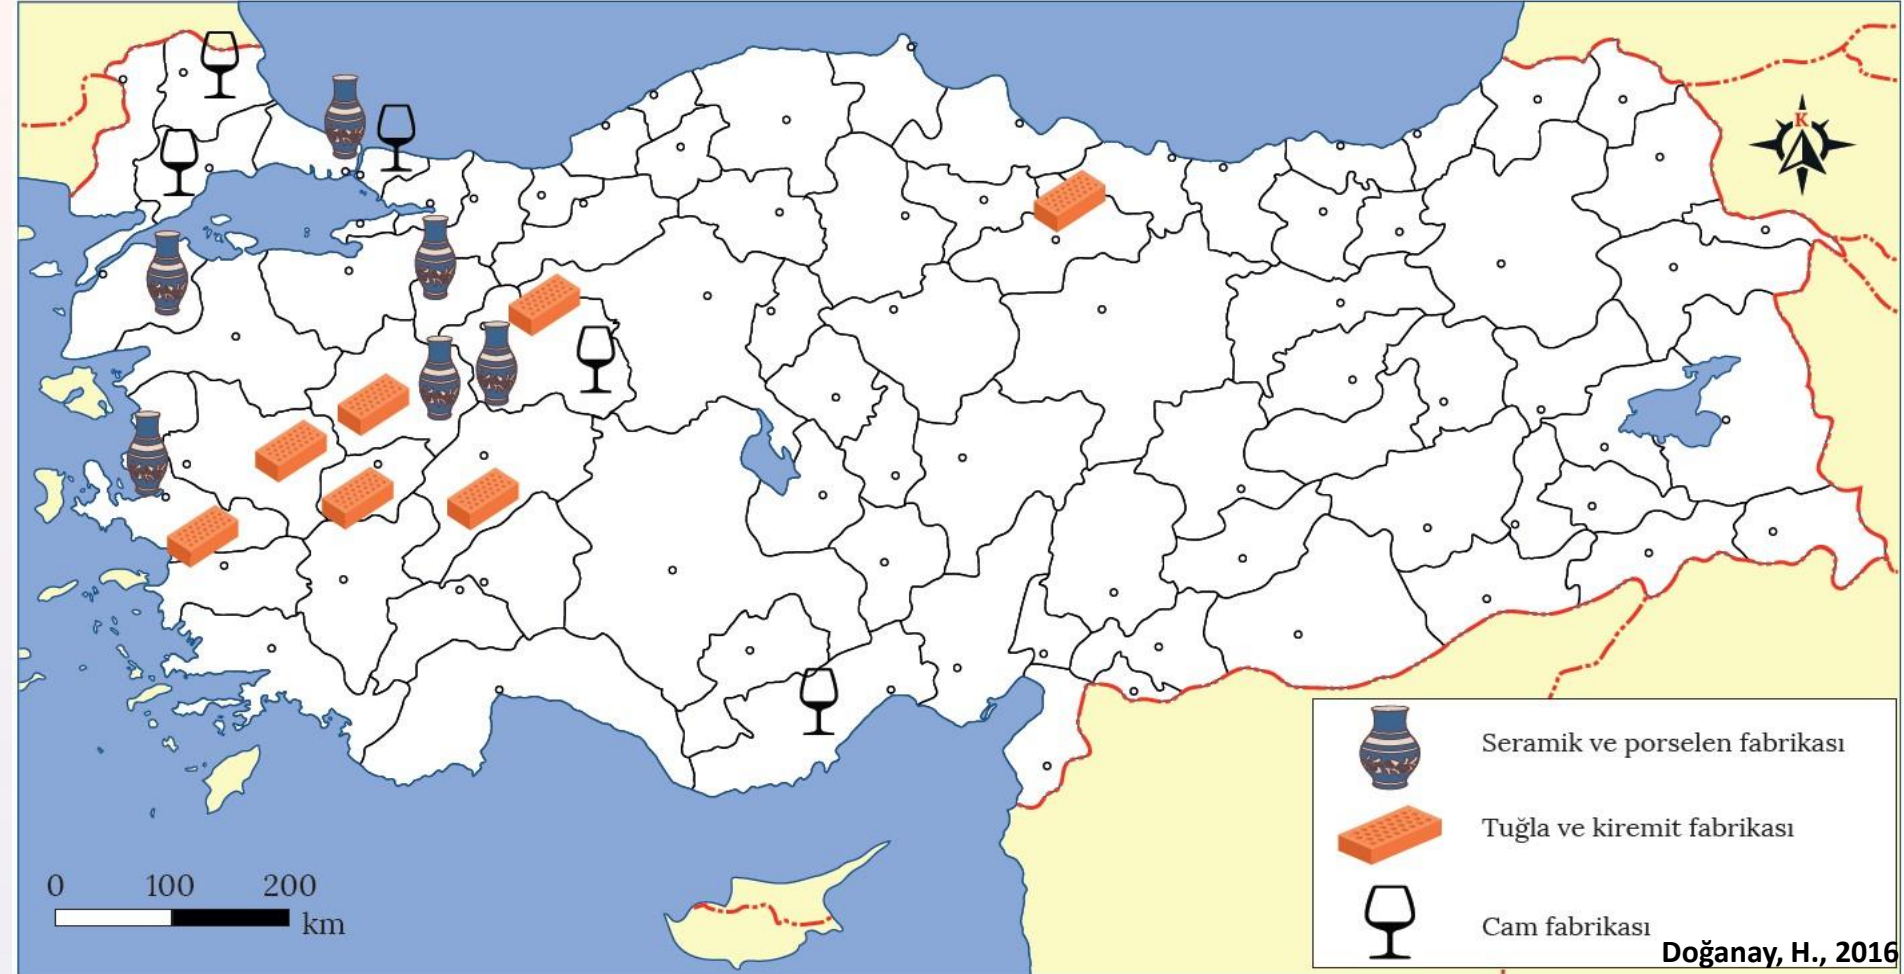 K
Seramik ve porselen fabrikası
Tuğla ve kiremit fabrikası
Cam fabrikası
0 100 200
km
Doğanay, H., 2016